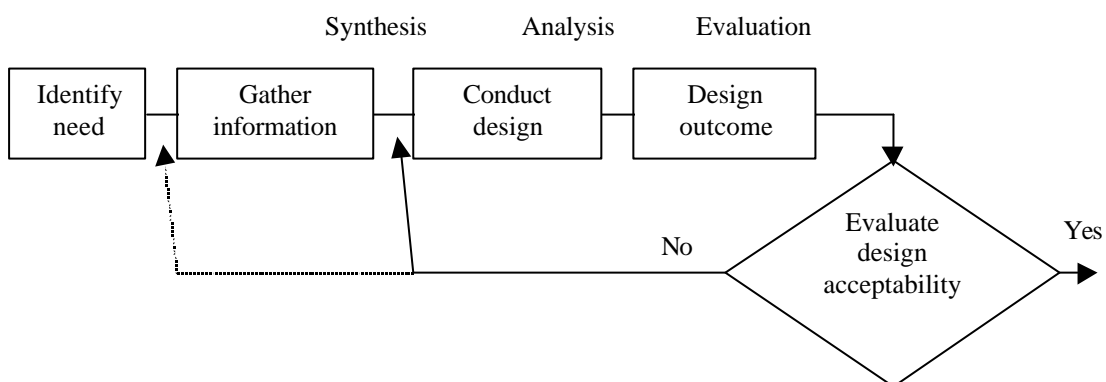 Synthesis Analysis Evaluation
Identify
need
Gather
information
Conduct
design
Design
outcome
Evaluate
design
acceptability
No
Yes